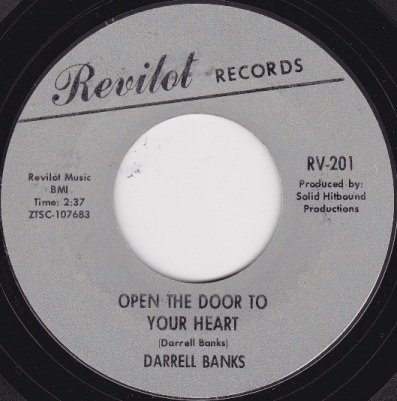 Revilot RECORDS
Revilot Music
BMI
Time: 2:37
ZTSC-107683
RV-201
Produced by:
Solid Hitbound
Productions
OPEN THE DOOR TO
YOUR HEART
(Darrell Banks)
DARRELL BANKS